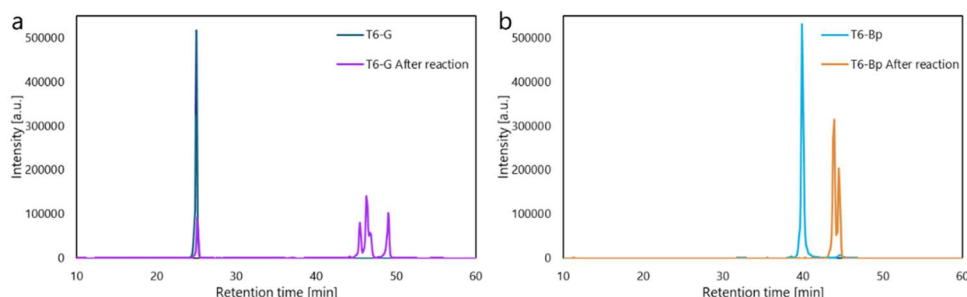 a
T6-G
T6-G After reaction
Intensity [a.u.]
500000
400000
300000
200000
100000
0
10 20 30 40 50 60
Retention time [min]
b
T6-Bp
T6-Bp After reaction
Intensity [a.u.]
500000
400000
300000
200000
100000
0
10 20 30 40 50 60
Retention time [min]